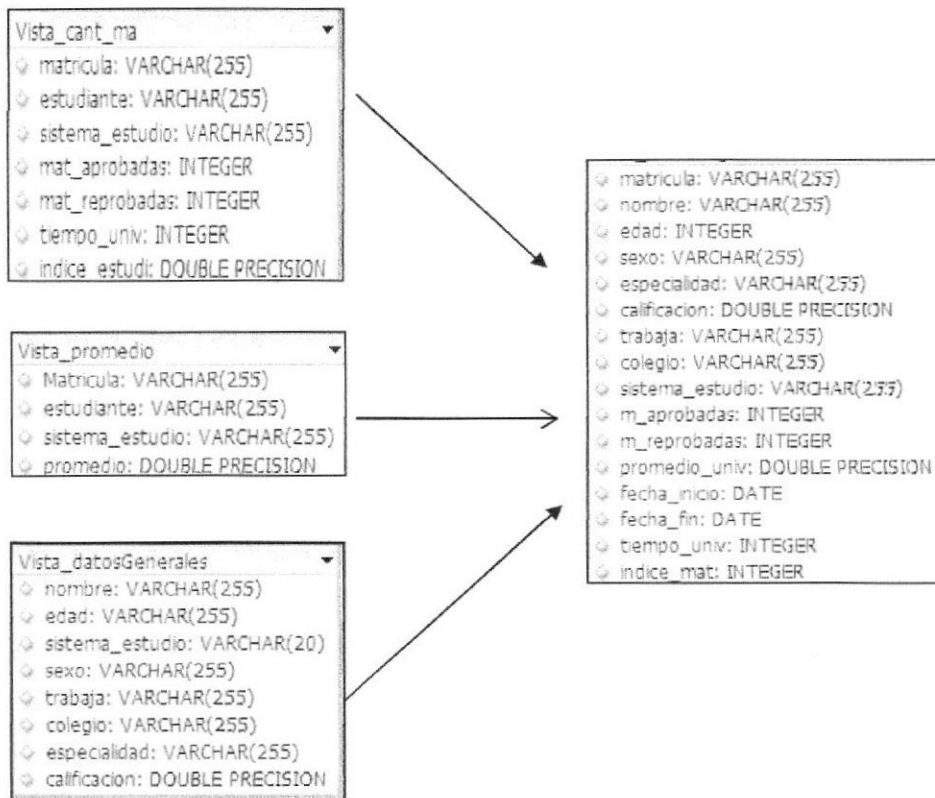 Vista_cant_ma
matricula: VARCHAR(255)
estudiante: VARCHAR(255)
sistema_estudio: VARCHAR(255)
mat_aprobadas: INTEGER
mat_reprobadas: INTEGER
tiempo_univ: INTEGER
indice_estudi: DOUBLE PRECISION
Vista_promedio
Matricula: VARCHAR(255)
estudiante: VARCHAR(255)
sistema_estudio: VARCHAR(255)
promedio: DOUBLE PRECISION
Vista_datosGenerales
nombre: VARCHAR(255)
edad: VARCHAR(255)
sistema_estudio: VARCHAR(20)
sexo: VARCHAR(255)
trabaja: VARCHAR(255)
colegio: VARCHAR(255)
especialidad: VARCHAR(255)
calificacion: DOUBLE PRECISION
matricula: VARCHAR(255)
nombre: VARCHAR(255)
edad: INTEGER
sexo: VARCHAR(255)
especialidad: VARCHAR(255)
calificacion: DOUBLE PRECISION
trabaja: VARCHAR(255)
colegio: VARCHAR(255)
sistema_estudio: VARCHAR(255)
m_aprobadas: INTEGER
m_reprobadas: INTEGER
promedio_univ: DOUBLE PRECISION
fecha_inicio: DATE
fecha_fin: DATE
tiempo_univ: INTEGER
indice_mat: INTEGER